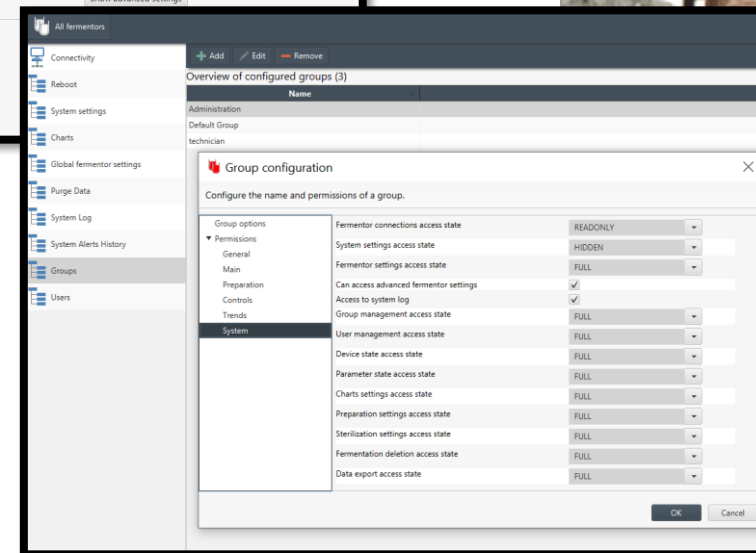 Show advanced settings
All fermentors
Connectivity
Reboot
System settings
Charts
Global fermentor settings
Purge Data
System Log
System Alerts History
Groups
Users
Add Edit Remove
Overview of configured groups (3)
Name
Administration
Default Group
technician
Group configuration
Configure the name and permissions of a group.
Group options
Permissions
General
Main
Preparation
Controls
Trends
System
Fermentor connections access state READONLY
System settings access state HIDDEN
Fermentor settings access state FULL
Can access advanced fermentor settings
Access to system log
Group management access state FULL
User management access state FULL
Device state access state FULL
Parameter state access state FULL
Charts settings access state FULL
Preparation settings access state FULL
Sterilization settings access state FULL
Fermentation deletion access state FULL
Data export access state FULL
OK Cancel